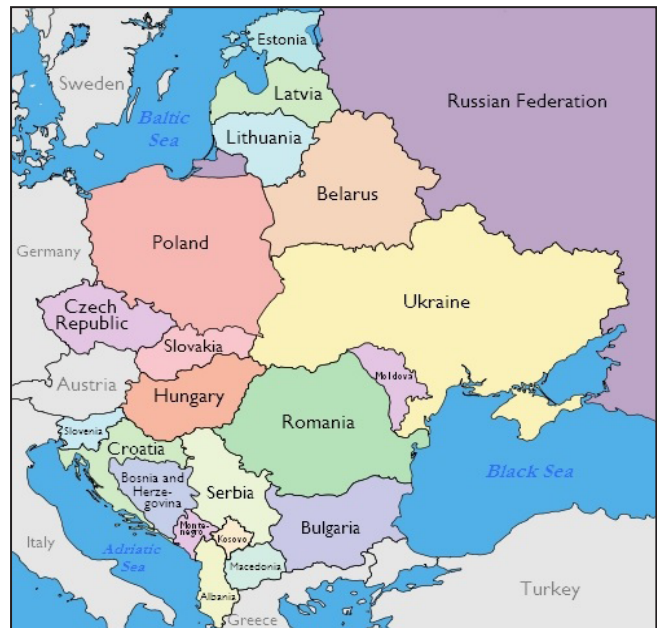 Estonia
Sweden
Latvia
Russian Federation
Baltic
Sea
Lithuania
Belarus
Poland
Germany
Ukraine
Czech
Republic
Slovakia
Moldova
Austria
Hungary
Romania
Slovenia
Croatia
Black Sea
Bosnia and
Herze-
govina
Serbia
Monte-
negro
Kosovo
Bulgaria
Italy
Adriatic
Sea
Macedonia
Albania
Turkey
Greece